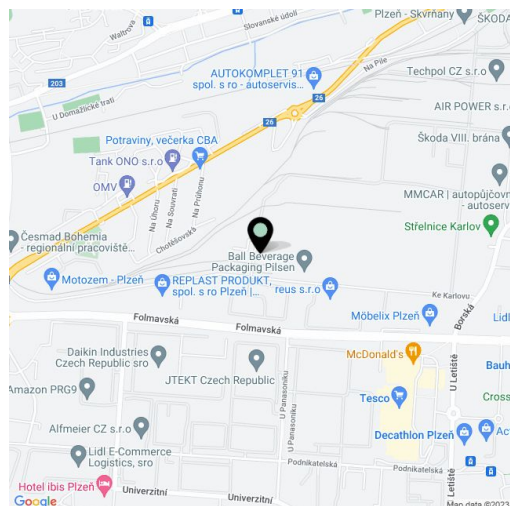 Plzeň - Skvrňany
ŠKODA
Slovanské údolí
Waltrova
Na Pile
AUTOKOMPLET 91
spol. s ro - autoservis...
Techpol CZ s.r.o
203
26
U Domažlické trati
AIR POWER s.r.
26
Potraviny, večerka CBA
Škoda VIII. brána
Tank ONO s.r.o
OMV
Na Úhoru
Na Souvrati
Na Průhonu
MMCAR | autopůjčovn
- autoserv
Střelnice Karlov
Chotěšovská
Česmad Bohemia
- regionální pracoviště...
Ball Beverage
Packaging Pilsen
Motozem - Plzeň
REPLAST PRODUKT,
spol. s ro Plzeň |...
reus s.r.o
Ke Karlovu
Borská
Möbelix Plzeň
Lidl
Folmavská
Folmavská
Daikin Industries
Czech Republic sro
McDonald's
U Letiště
Bauh
JTEKT Czech Republic
U Panasoniku
Amazon PRG9
Tesco
Cross
Alfmeier CZ s.r.o
U Panasoniku
Decathlon Plzeň
Act
Lidl E-Commerce
Logistics, sro
Podnikatelská
Podnikatelská
U Letiště
Hotel ibis Plzeň
Univerzitní
Univerzitní
Google
Map data ©2023